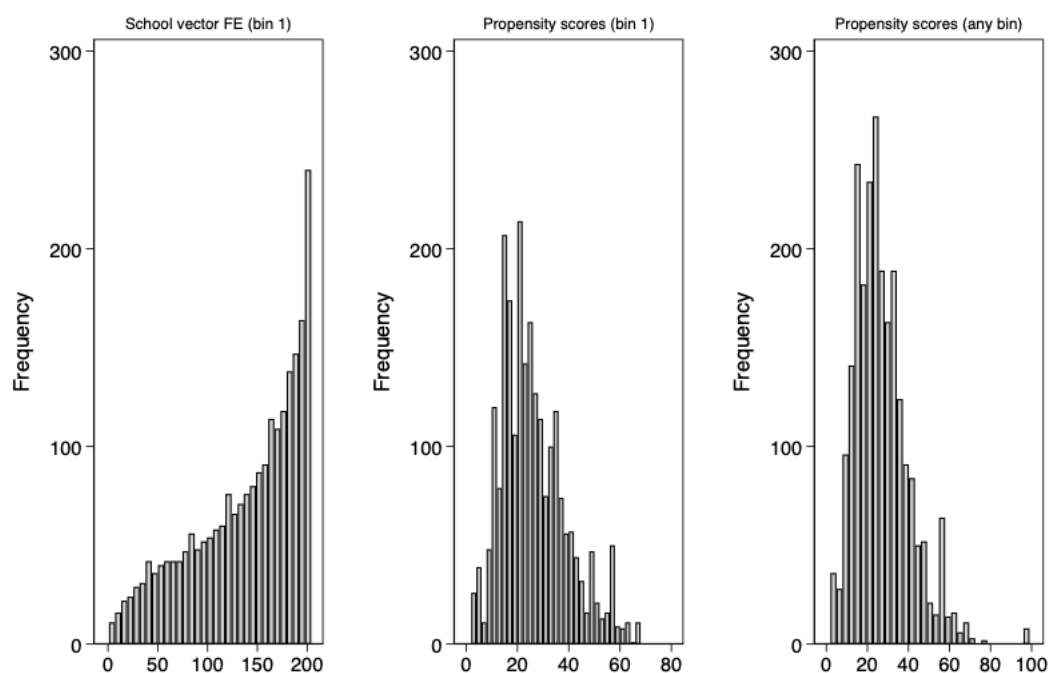 School vector FE (bin 1)
Frequency
300
200
100
0
0 50 100 150 200
Propensity scores (bin 1)
Frequency
300
200
100
0
0 20 40 60 80
Propensity scores (any bin)
Frequency
300
200
100
0
0 20 40 60 80 100